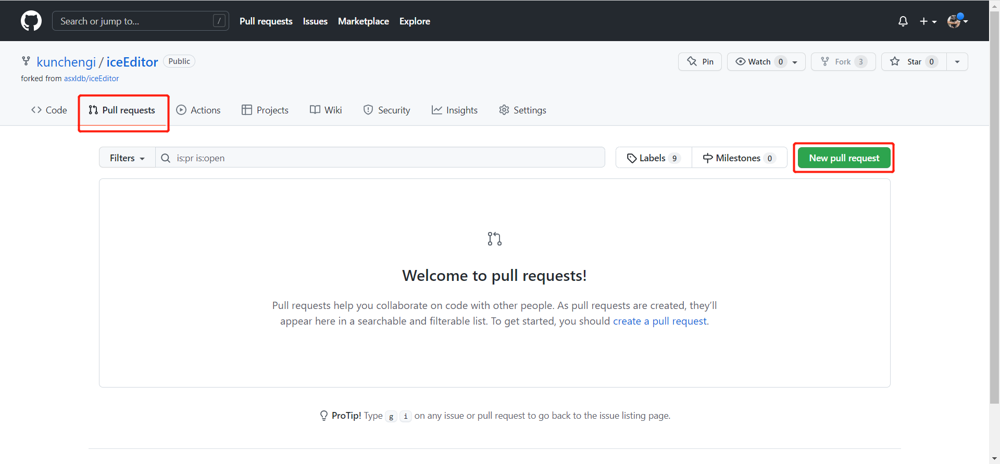 Search or jump to... / Pull requests Issues Marketplace Explore
kunchengi / iceEditor Public Pin Watch 0 Fork 3 Star 0
forked from asxldb/iceEditor
Code Pull requests Actions Projects Wiki Security Insights Settings
Filters is:pr is:open Labels 9 Milestones 0 New pull request
Welcome to pull requests!
Pull requests help you collaborate on code with other people. As pull requests are created, they’ll
appear here in a searchable and filterable list. To get started, you should create a pull request.
ProTip! Type g i on any issue or pull request to go back to the issue listing page.